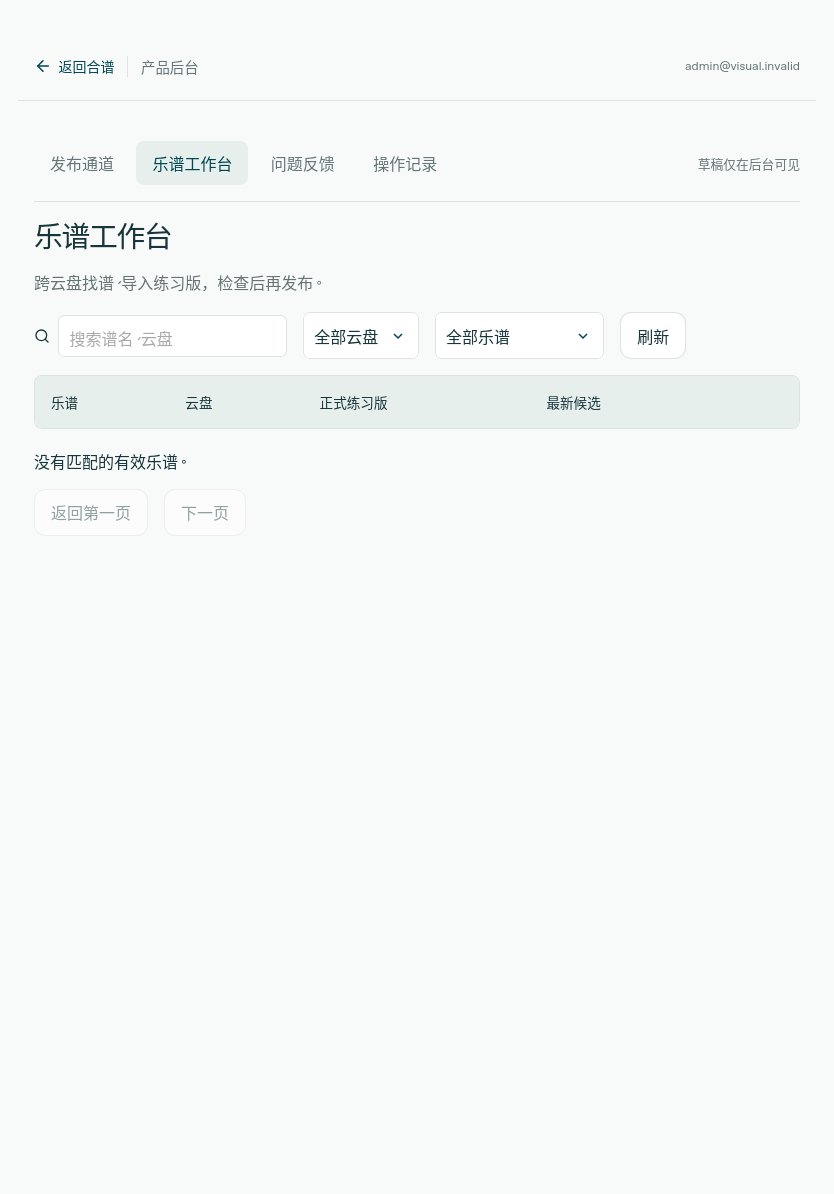 返回合谱 产品后台 admin@visual.invalid
发布通道 乐谱工作台 问题反馈 操作记录 草稿仅在后台可见
乐谱工作台
跨云盘找谱、导入练习版，检查后再发布。
搜索谱名、云盘 全部云盘 全部乐谱 刷新
乐谱 云盘 正式练习版 最新候选
没有匹配的有效乐谱。
返回第一页 下一页